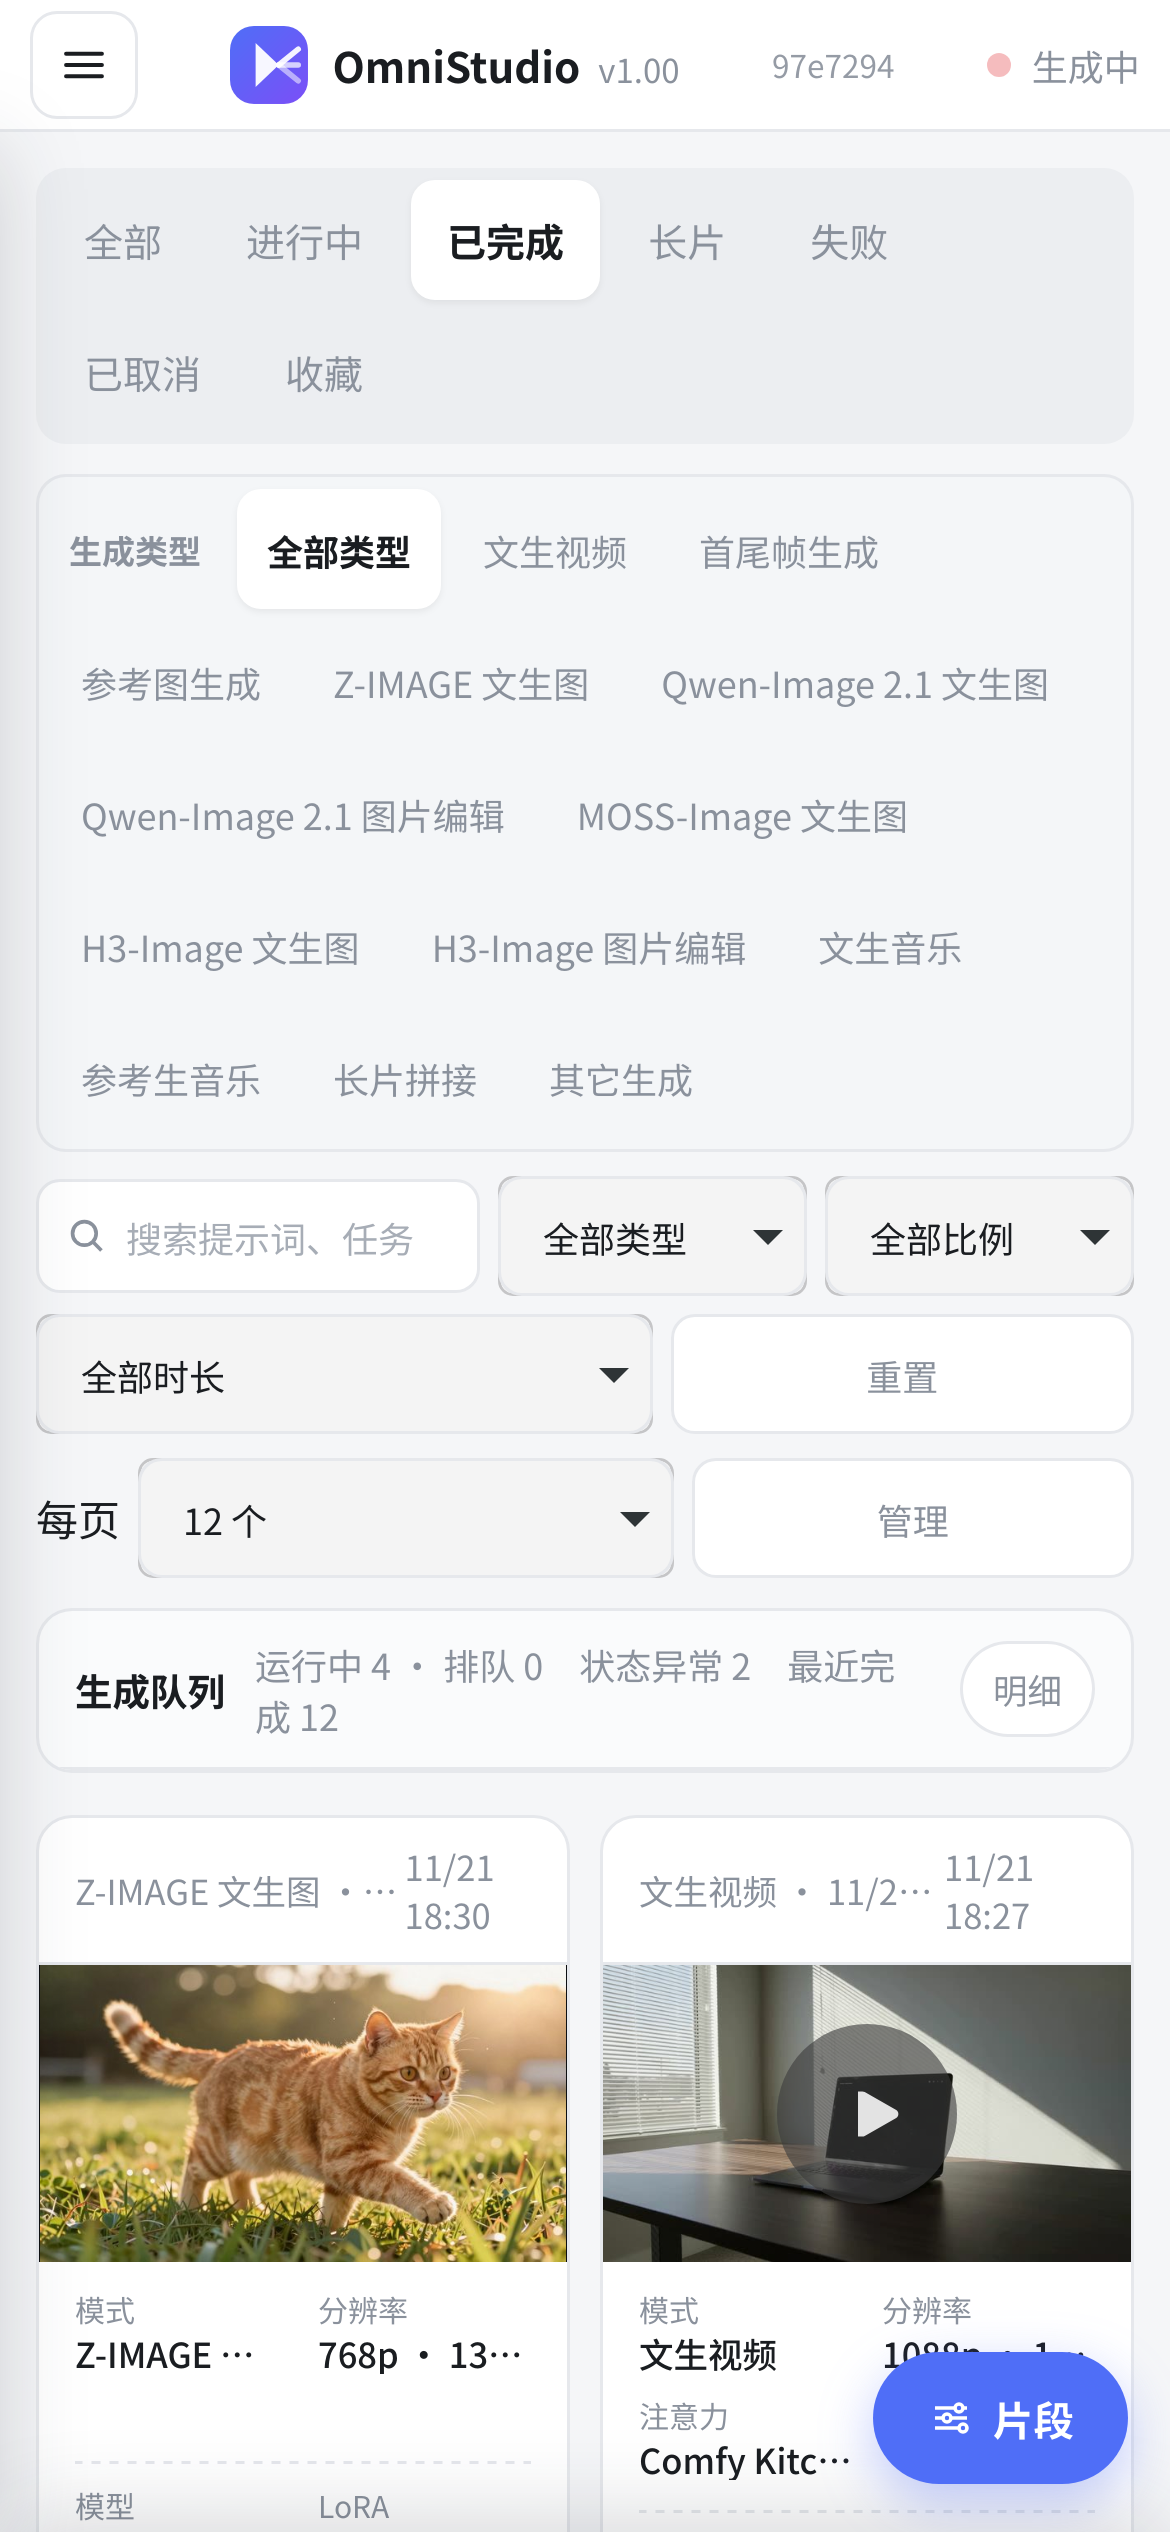 OmniStudio v1.00 97e7294 生成中
全部 进行中 已完成 长片 失败
已取消 收藏
生成类型 全部类型 文生视频 首尾帧生成
参考图生成 Z-IMAGE 文生图 Qwen-Image 2.1 文生图
Qwen-Image 2.1 图片编辑 MOSS-Image 文生图
H3-Image 文生图 H3-Image 图片编辑 文生音乐
参考生音乐 长片拼接 其它生成
搜索提示词、任务 全部类型 全部比例
全部时长 重置
每页 12 个 管理
生成队列 运行中 4 · 排队 0 状态异常 2 最近完
成 12
明细
Z-IMAGE 文生图 · … 11/21
18:30
文生视频 · 11/2… 11/21
18:27
模式 分辨率
Z-IMAGE … 768p · 13…
模型 LoRA
模式 分辨率
文生视频 1088p · 1…
注意力
Comfy Kitc…
片段